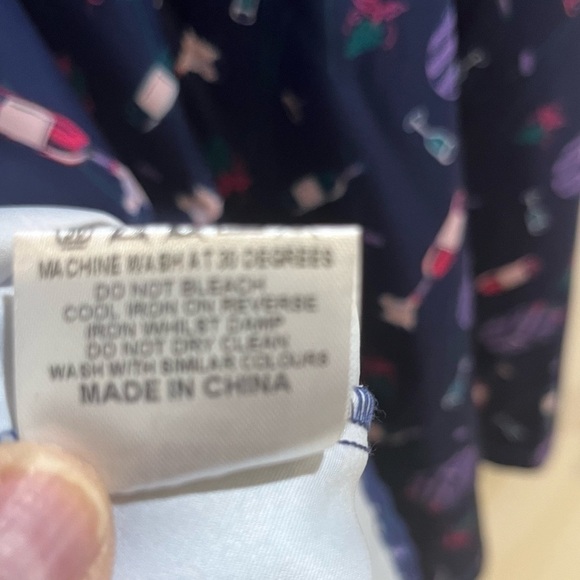 MACHINE WASH AT 30 DEGREES
DO NOT BLEACH
COOL IRON ON REVERSE
IRON WHILST DAMP
DO NOT DRY CLEAN
WASH WITH SIMILAR COLOURS
MADE IN CHINA